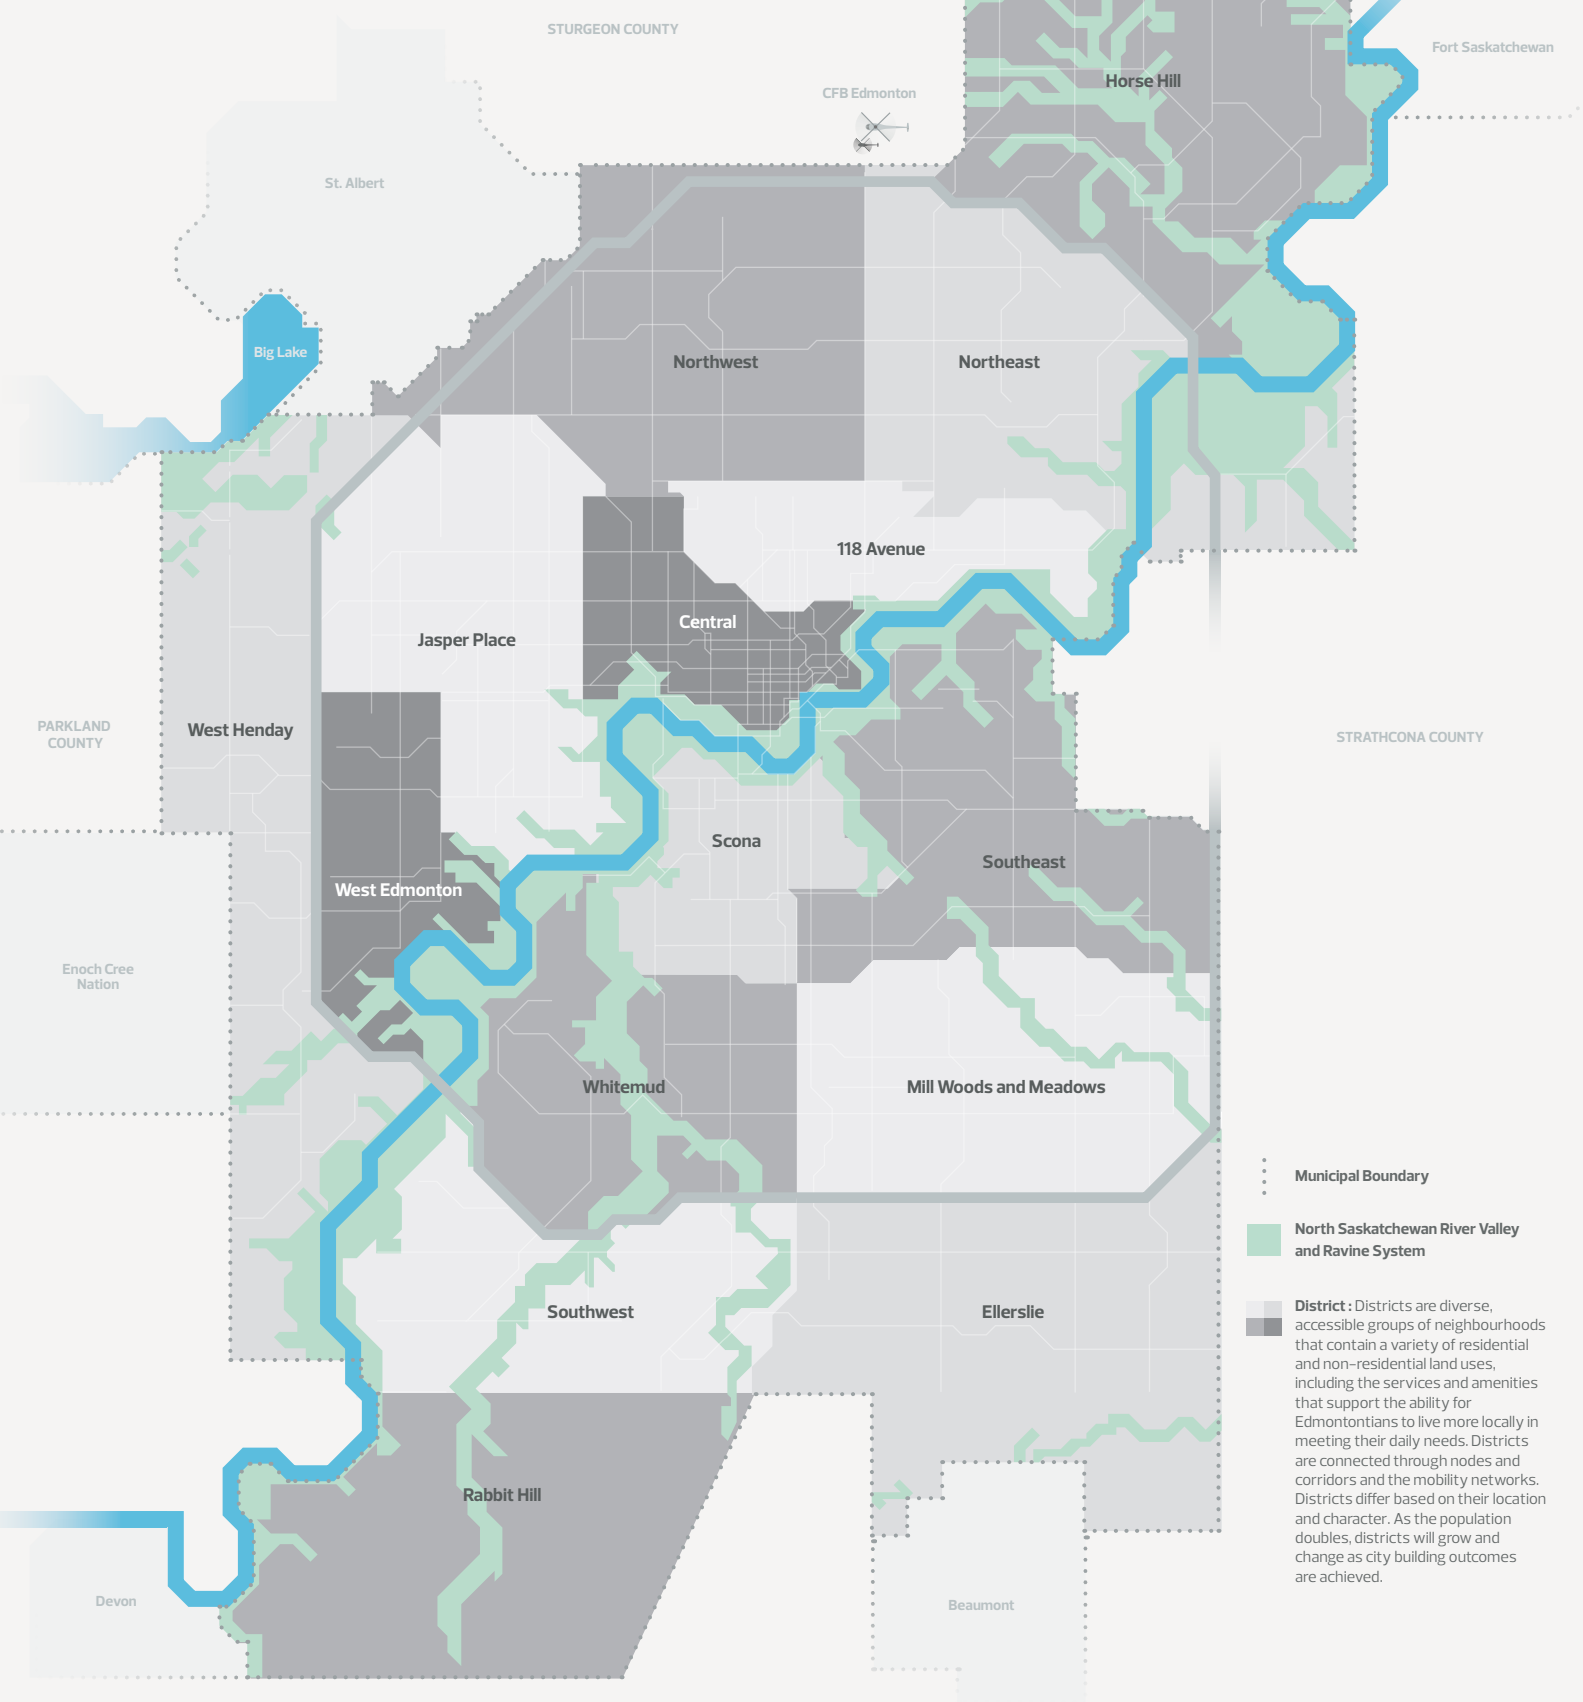 STURGEON COUNTY
Fort Saskatchewan
Horse Hill
CFB Edmonton
St. Albert
Big Lake
Northwest
Northeast
118 Avenue
Central
Jasper Place
PARKLAND
COUNTY
West Henday
STRATHCONA COUNTY
Scona
Southeast
West Edmonton
Enoch Cree
Nation
Whitemud
Mill Woods and Meadows
Southwest
Ellerslie
Rabbit Hill
Devon
Beaumont
Municipal Boundary
North Saskatchewan River Valley
and Ravine System
District : Districts are diverse,
accessible groups of neighbourhoods
that contain a variety of residential
and non-residential land uses,
including the services and amenities
that support the ability for
Edmontontians to live more locally in
meeting their daily needs. Districts
are connected through nodes and
corridors and the mobility networks.
Districts differ based on their location
and character. As the population
doubles, districts will grow and
change as city building outcomes
are achieved.